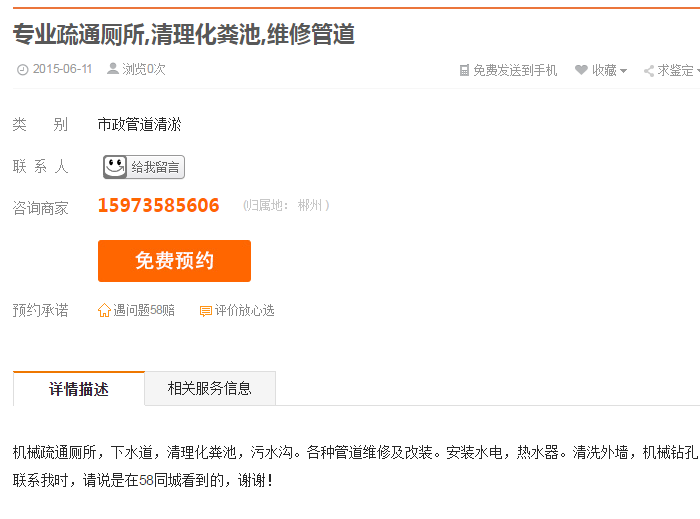 专业疏通厕所,清理化粪池,维修管道
2015-06-11 浏览0次 免费发送到手机 收藏 求鉴定
类 别 市政管道清淤
联 系 人 给我留言
咨询商家 15973585606 (归属地: 郴州)
免费预约
预约承诺 遇问题58赔 评价放心选
详情描述 相关服务信息
机械疏通厕所，下水道，清理化粪池，污水沟。各种管道维修及改装。安装水电，热水器。清洗外墙，机械钻孔
联系我时，请说是在58同城看到的，谢谢！